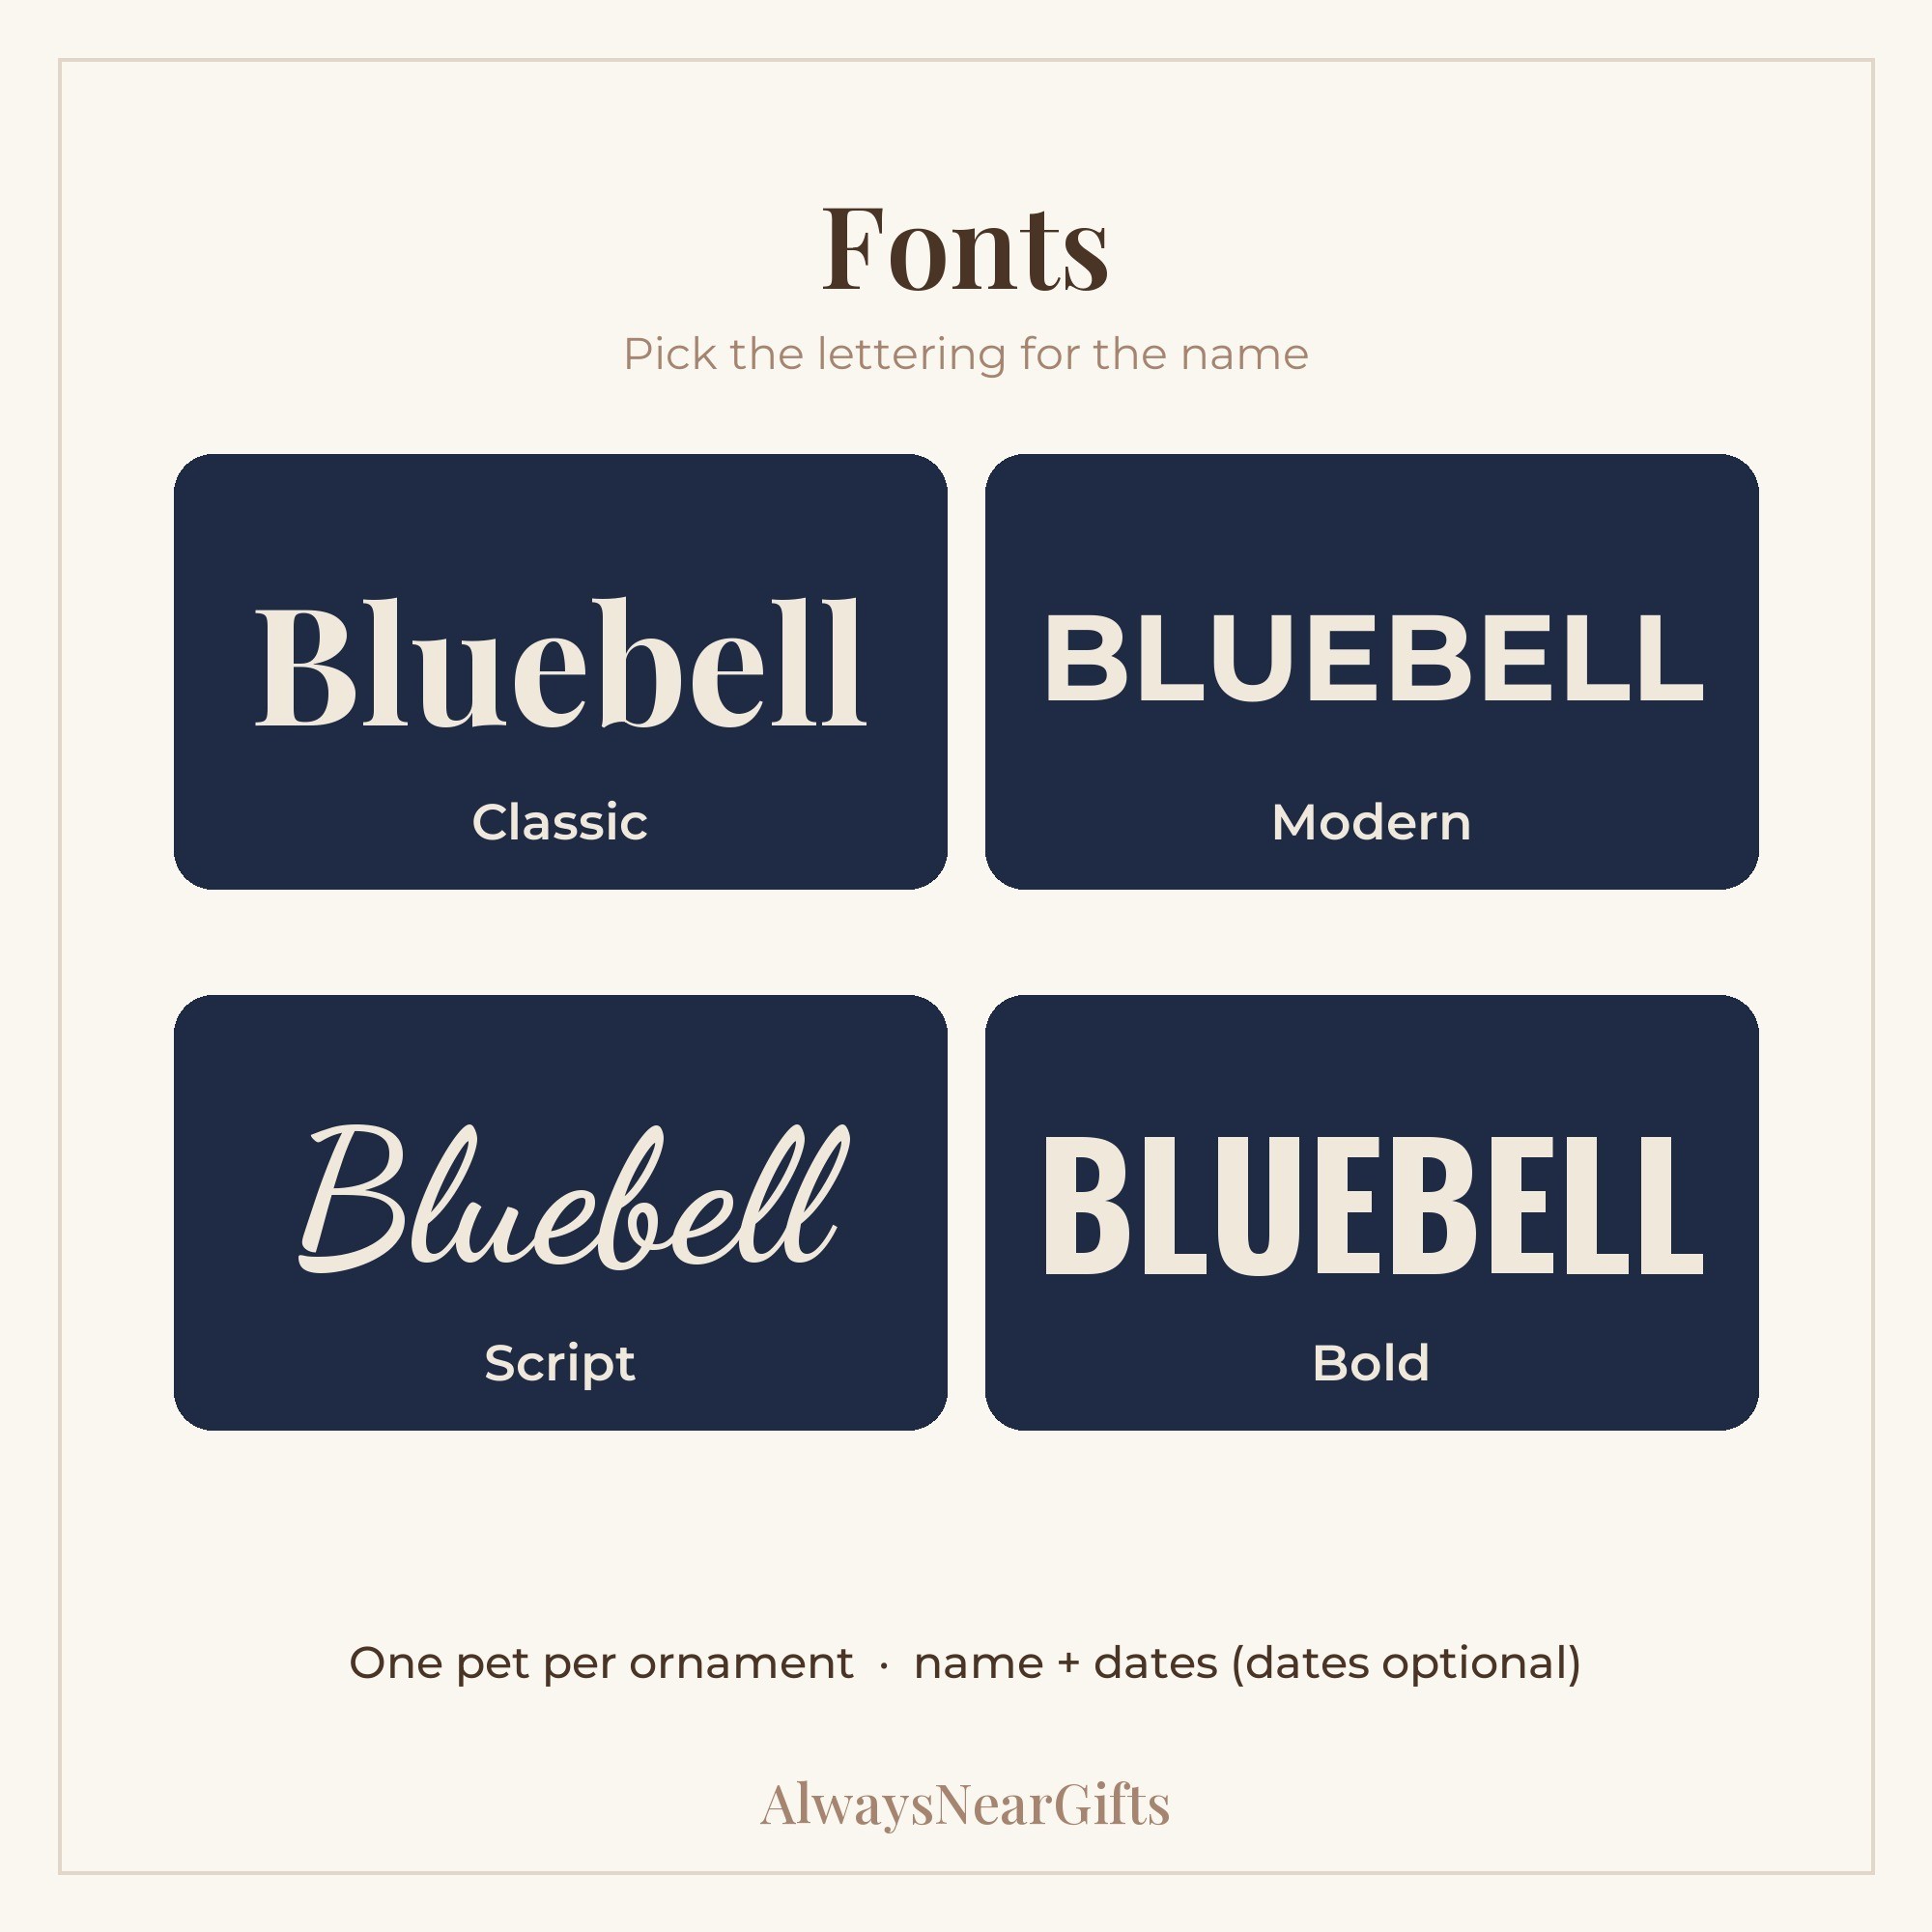 Fonts
Pick the lettering for the name
Bluebell
Classic
BLUEBELL
Modern
Bluebell
Script
BLUEBELL
Bold
One pet per ornament · name + dates (dates optional)
AlwaysNearGifts